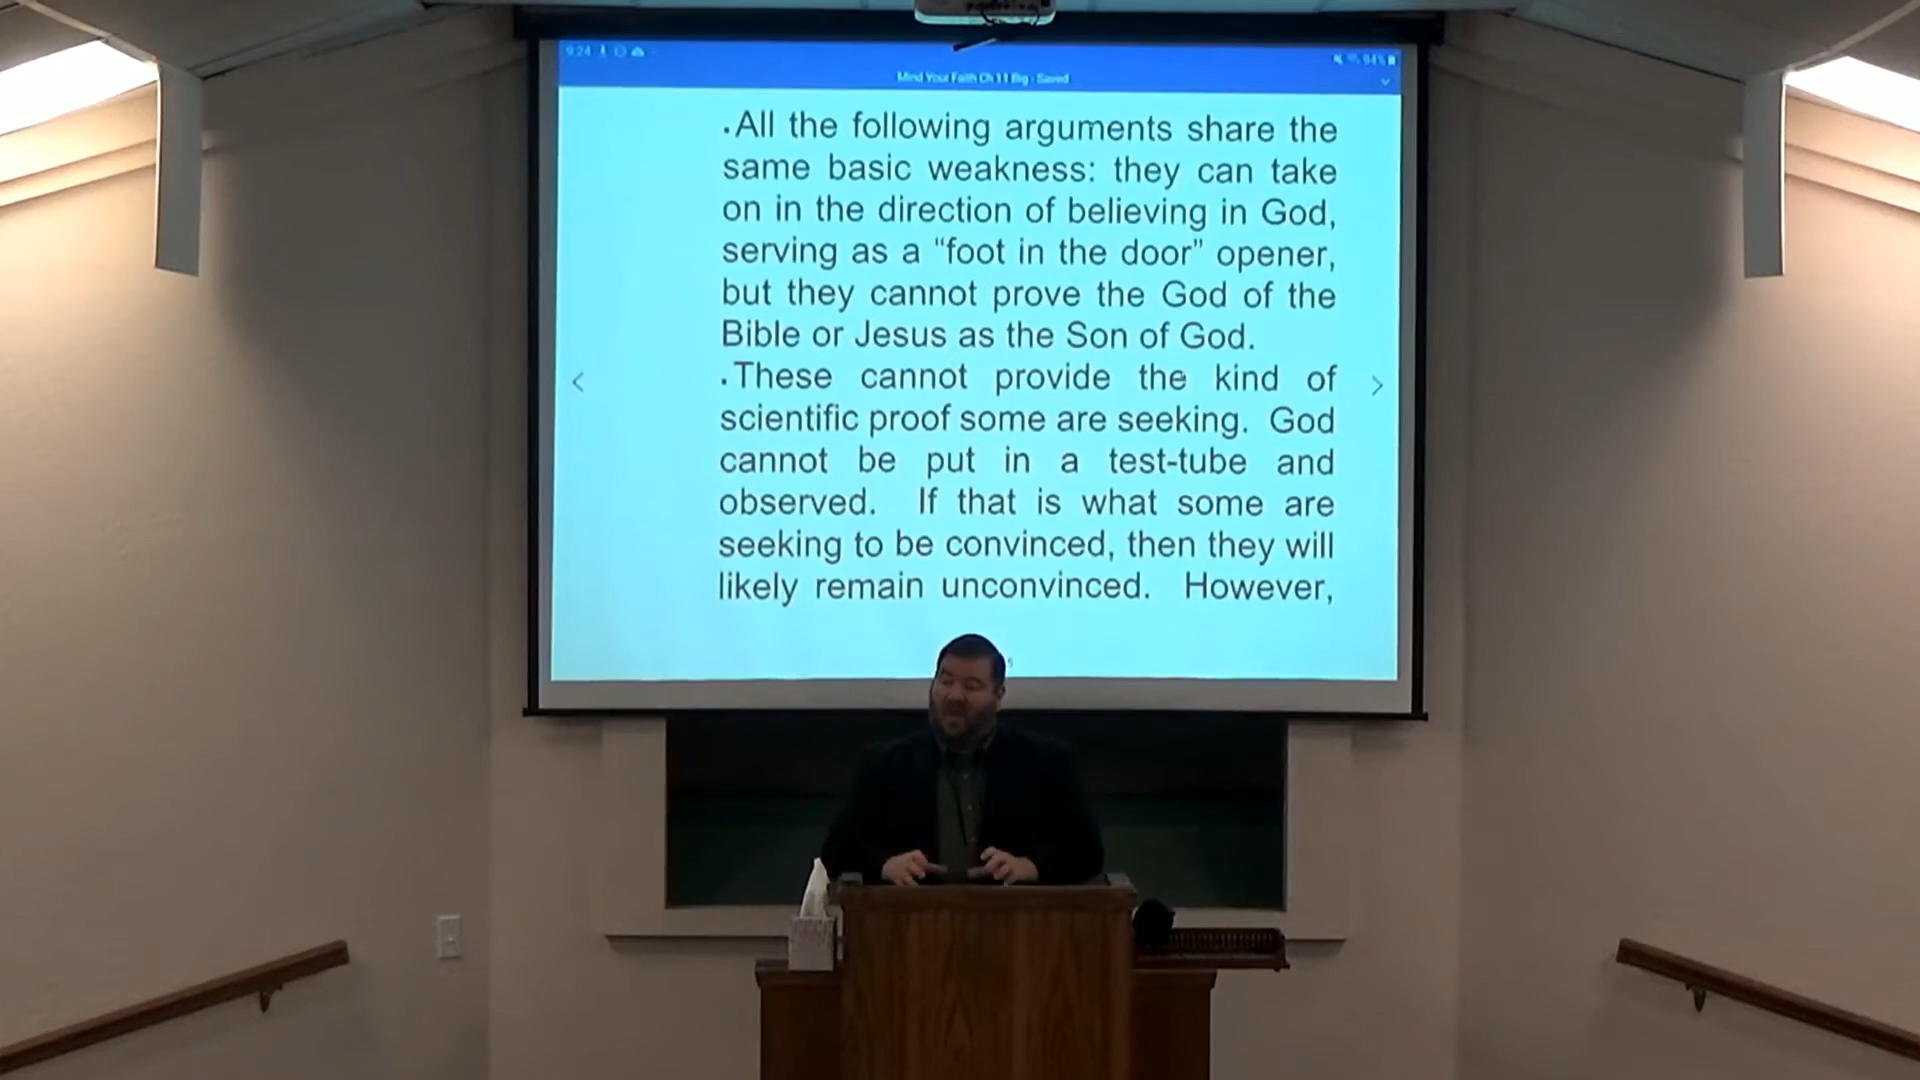 9:24
94%
Mind Your Faith Ch 11 Big - Saved
.All the following arguments share the
same basic weakness: they can take
on in the direction of believing in God,
serving as a “foot in the door” opener,
but they cannot prove the God of the
Bible or Jesus as the Son of God.
.These cannot provide the kind of
scientific proof some are seeking. God
cannot be put in a test-tube and
observed. If that is what some are
seeking to be convinced, then they will
likely remain unconvinced. However,